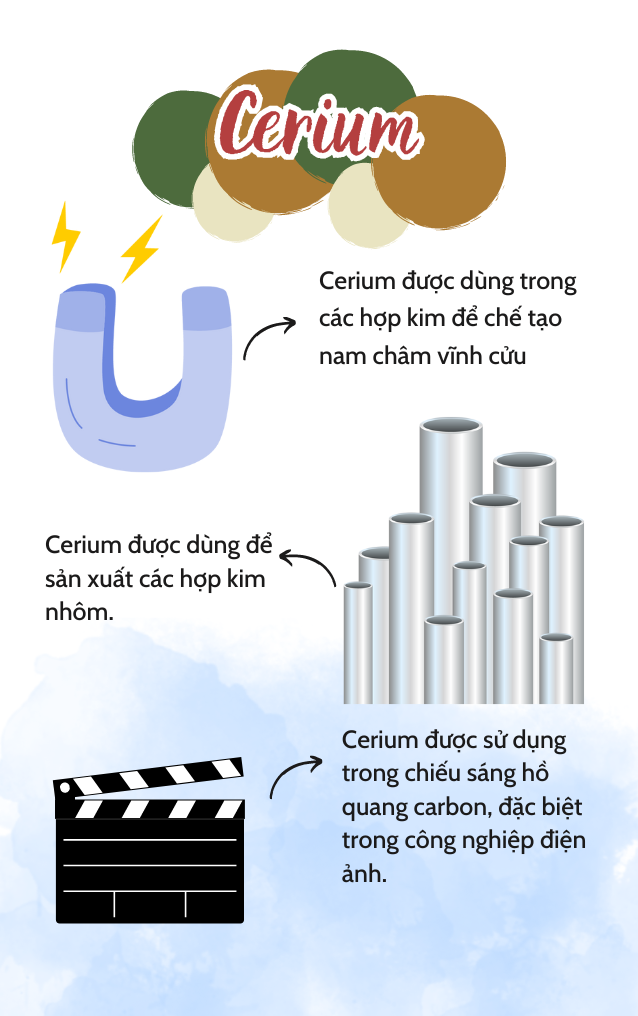 Cerium
Cerium được dùng trong
các hợp kim để chế tạo
nam châm vĩnh cửu
Cerium được dùng để
sản xuất các hợp kim
nhôm.
Cerium được sử dụng
trong chiếu sáng hồ
quang carbon, đặc biệt
trong công nghiệp điện
ảnh.